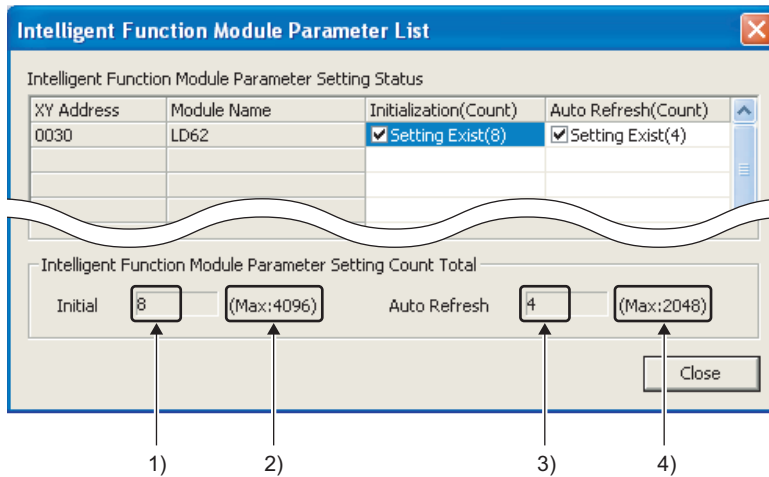 Intelligent Function Module Parameter List
Intelligent Function Module Parameter Setting Status
XY Address Module Name Initialization(Count) Auto Refresh(Count)
0030 LD62 Setting Exist(8) Setting Exist(4)
Intelligent Function Module Parameter Setting Count Total
Initial 8 (Max:4096) Auto Refresh 4 (Max:2048)
Close
1) 2) 3) 4)